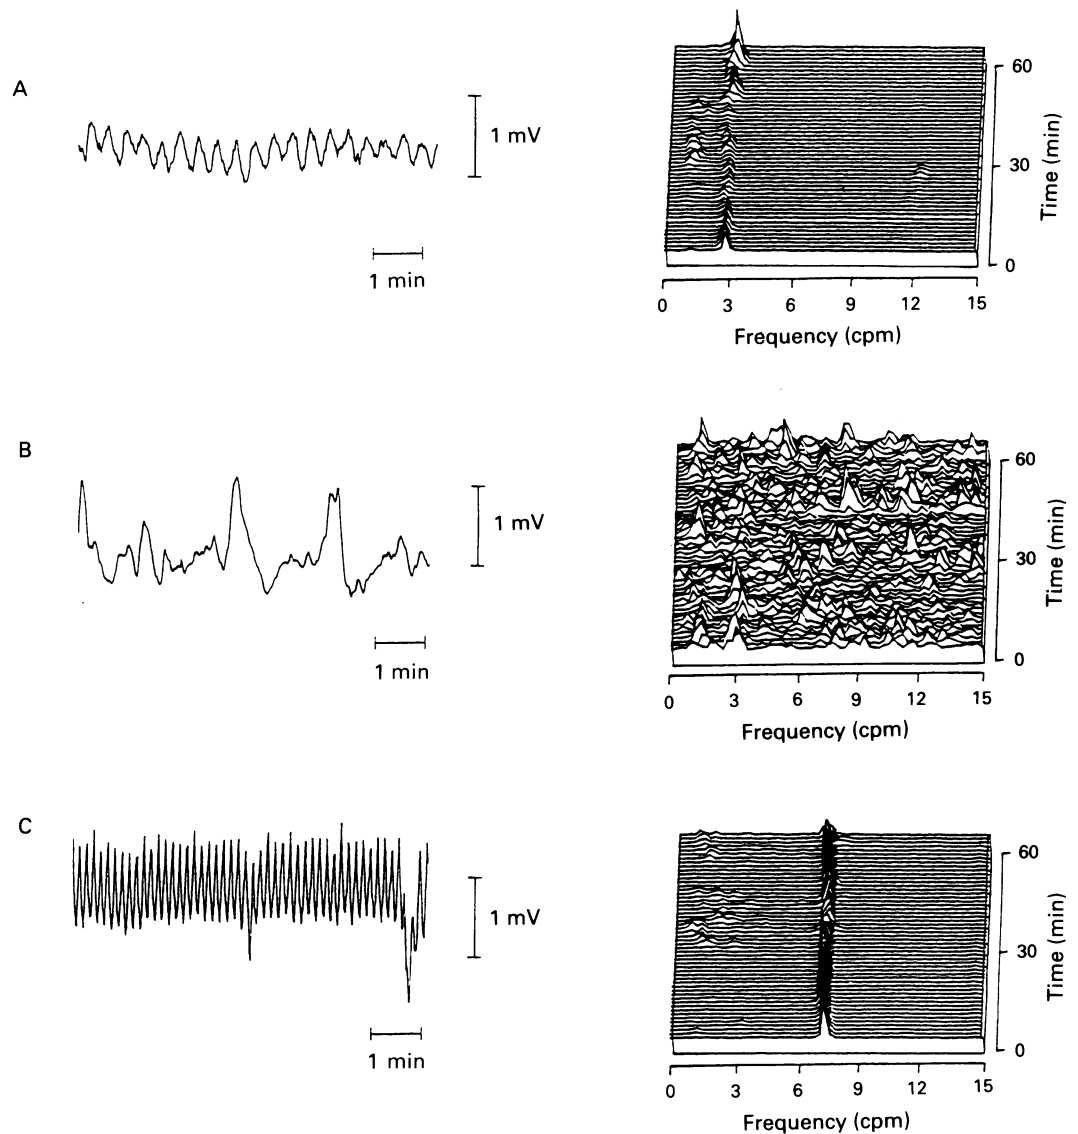 A
1 mV
1 min
60
30
0
Time (min)
0 3 6 9 12 15
Frequency (cpm)
B
1 mV
1 min
60
30
0
Time (min)
0 3 6 9 12 15
Frequency (cpm)
C
1 mV
1 min
60
30
0
Time (min)
0 3 6 9 12 15
Frequency (cpm)